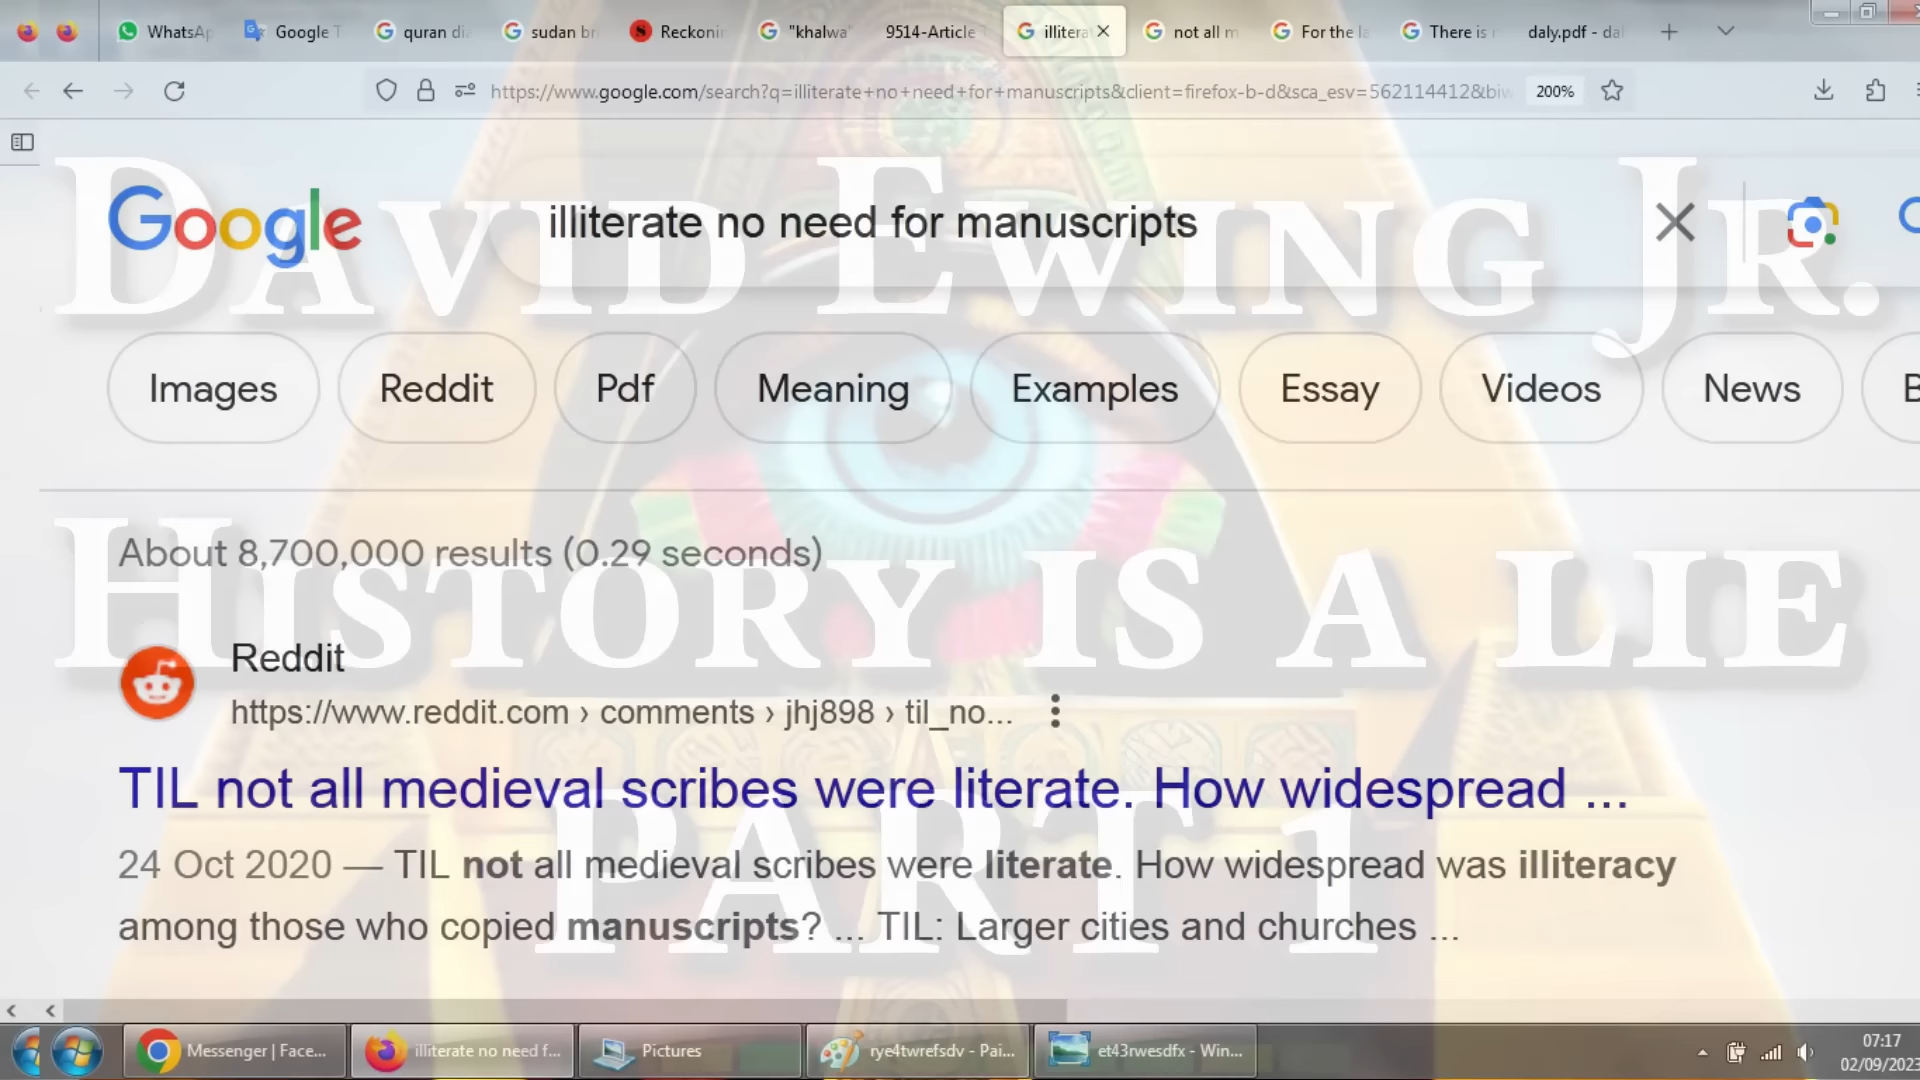 WhatsAp
Google T
quran dia
sudan br
Reckonin
"khalwa"
9514-Article T
illitera
not all m
For the la
There is
daly.pdf - dal
https://www.google.com/search?q=illiterate+no+need+for+manuscripts&client=firefox-b-d&sca_esv=562114412&biw
200%
DAVID EWING JR.
Google
illiterate no need for manuscripts
Images
Reddit
Pdf
Meaning
Examples
Essay
Videos
News
B
About 8,700,000 results (0.29 seconds)
HISTORY IS A LIE
Reddit
https://www.reddit.com › comments › jhj898 › til_no...
TIL not all medieval scribes were literate. How widespread ...
PART 1
24 Oct 2020 — TIL not all medieval scribes were literate. How widespread was illiteracy
among those who copied manuscripts? ... TIL: Larger cities and churches ...
Messenger | Face...
illiterate no need f...
Pictures
rye4twrefsdv - Pai...
et43rwesdfx - Win...
07:17
02/09/2023